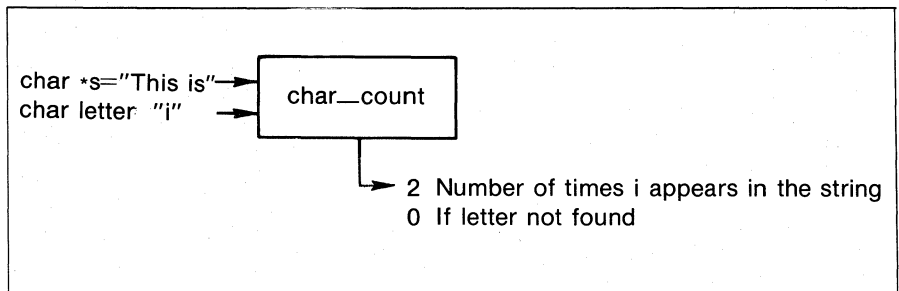 char *s="This is"
char letter "i"
char_count
2 Number of times i appears in the string
0 If letter not found